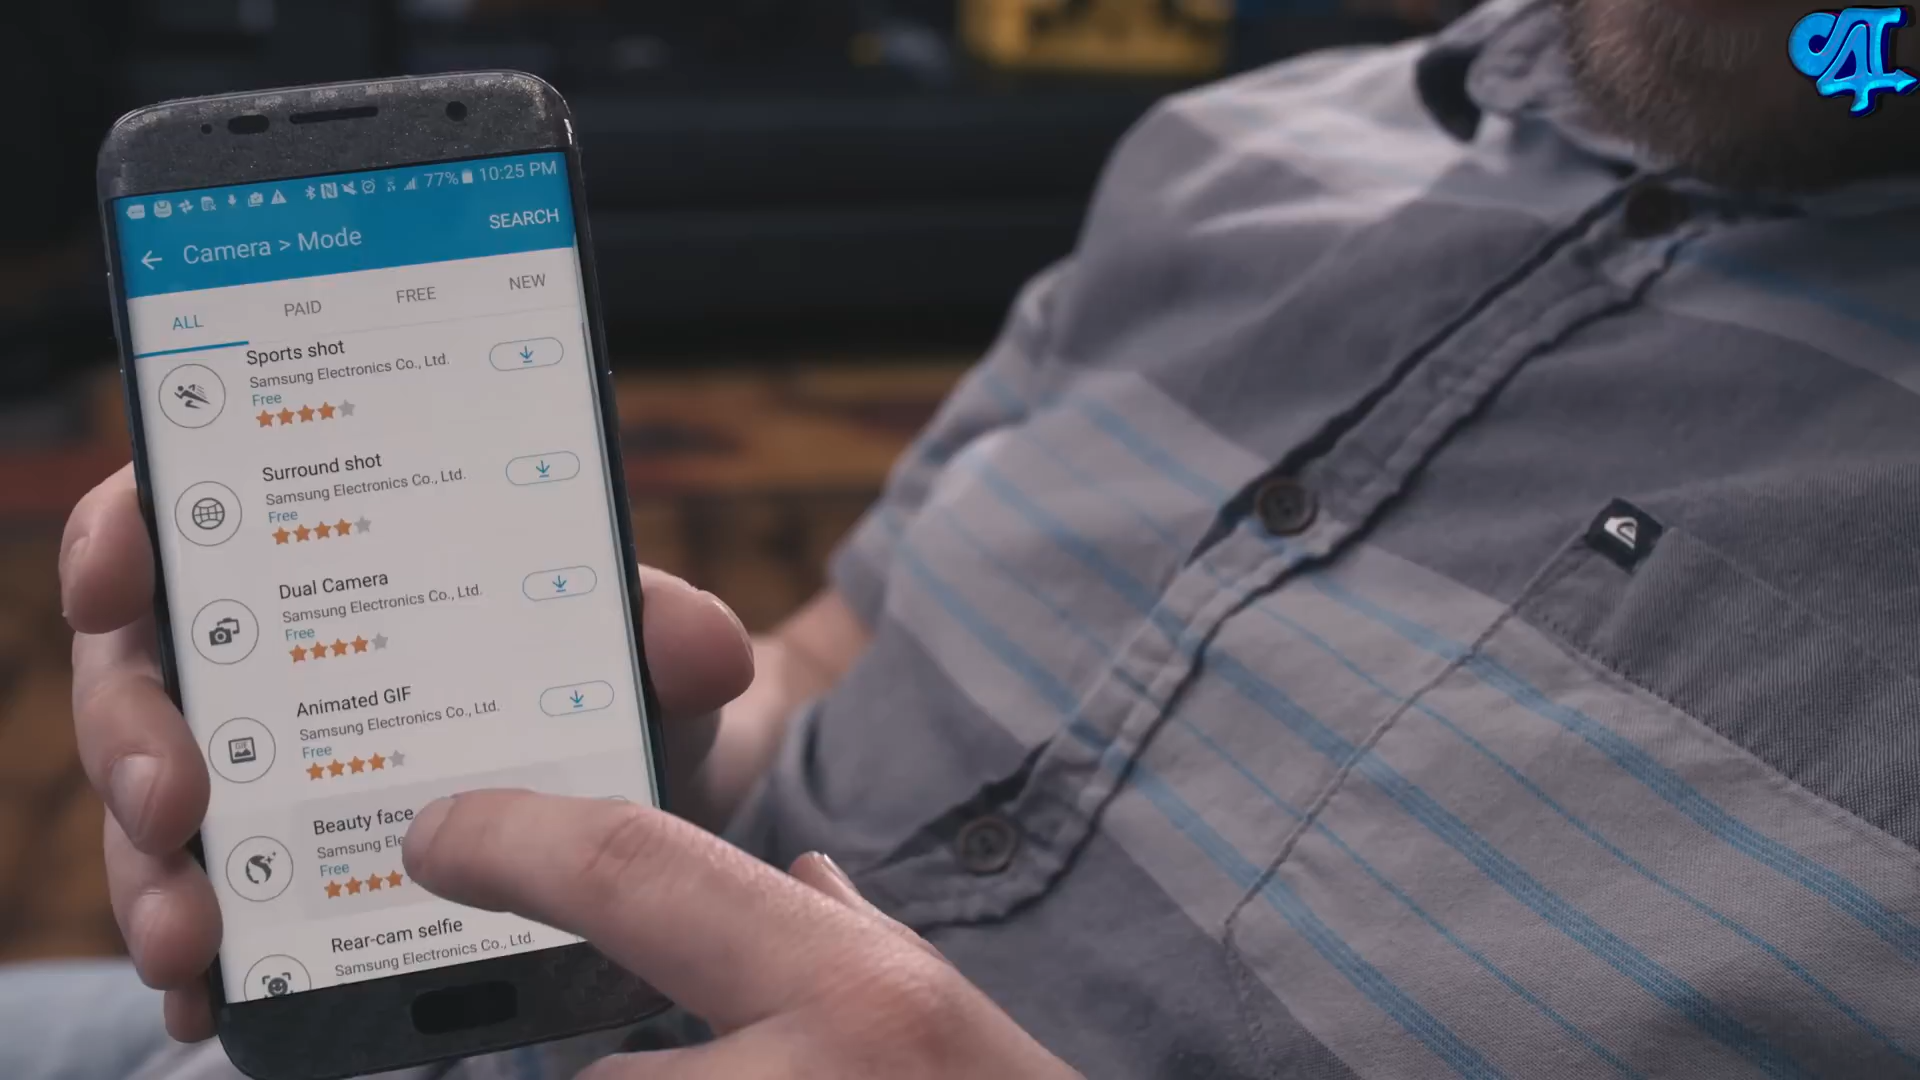 77% 10:25 PM
Camera > Mode
SEARCH
ALL PAID FREE NEW
Sports shot
Samsung Electronics Co., Ltd.
Free
Surround shot
Samsung Electronics Co., Ltd.
Free
Dual Camera
Samsung Electronics Co., Ltd.
Free
Animated GIF
Samsung Electronics Co., Ltd.
Free
Beauty face
Samsung
Free
Rear-cam selfie
Samsung Electronics Co., Ltd.